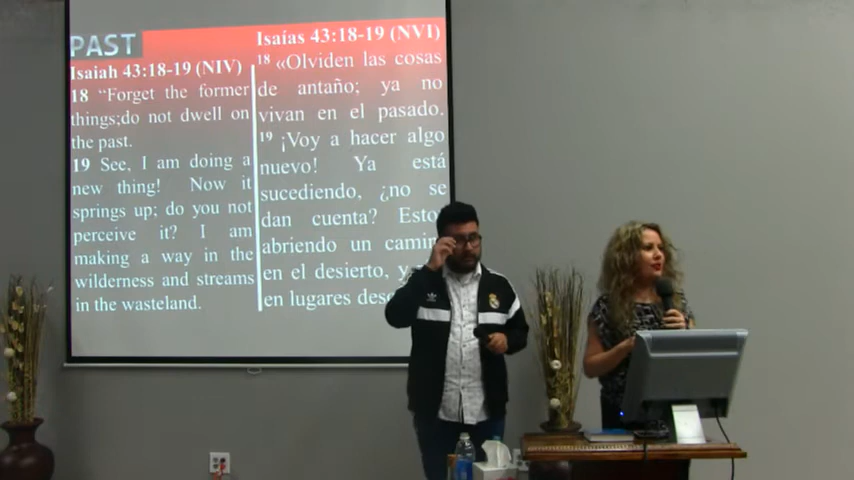 PAST
Isaiah 43:18-19 (NIV)
18 “Forget the former
things;do not dwell on
the past.
19 See, I am doing a
new thing! Now it
springs up; do you not
perceive it? I am
making a way in the
wilderness and streams
in the wasteland.
Isaías 43:18-19 (NVI)
18 «Olviden las cosas
de antaño; ya no
vivan en el pasado.
19 ¡Voy a hacer algo
nuevo! Ya está
sucediendo, ¿no se
dan cuenta? Esto
abriendo un camin
en el desierto, y
en lugares des